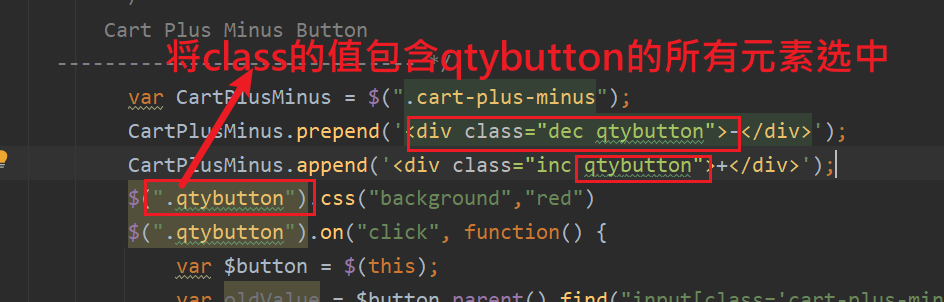 Cart Plus Minus Button
将class的值包含qtybutton的所有元素选中
------------------------------ */
var CartPlusMinus = $(".cart-plus-minus");
CartPlusMinus.prepend('<div class="dec qtybutton">-</div>');
CartPlusMinus.append('<div class="inc qtybutton">+</div>');
$(".qtybutton").css("background","red")
$(".qtybutton").on("click", function() {
var $button = $(this);
var oldValue = $button.parent().find("input[class='cart-plus-min